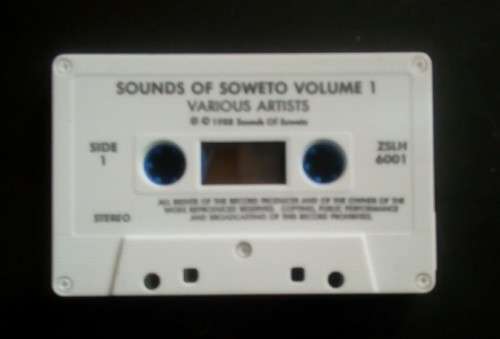 SOUNDS OF SOWETO VOLUME 1
VARIOUS ARTISTS
℗ © 1988 Sounds Of Soweto
SIDE
1
ZSLH
6001
ALL RIGHTS OF THE RECORD PRODUCER AND OF THE OWNER OF THE
WORK REPRODUCED RESERVED. COPYING, PUBLIC PERFORMANCE
AND BROADCASTING OF THIS RECORD PROHIBITED.
STEREO